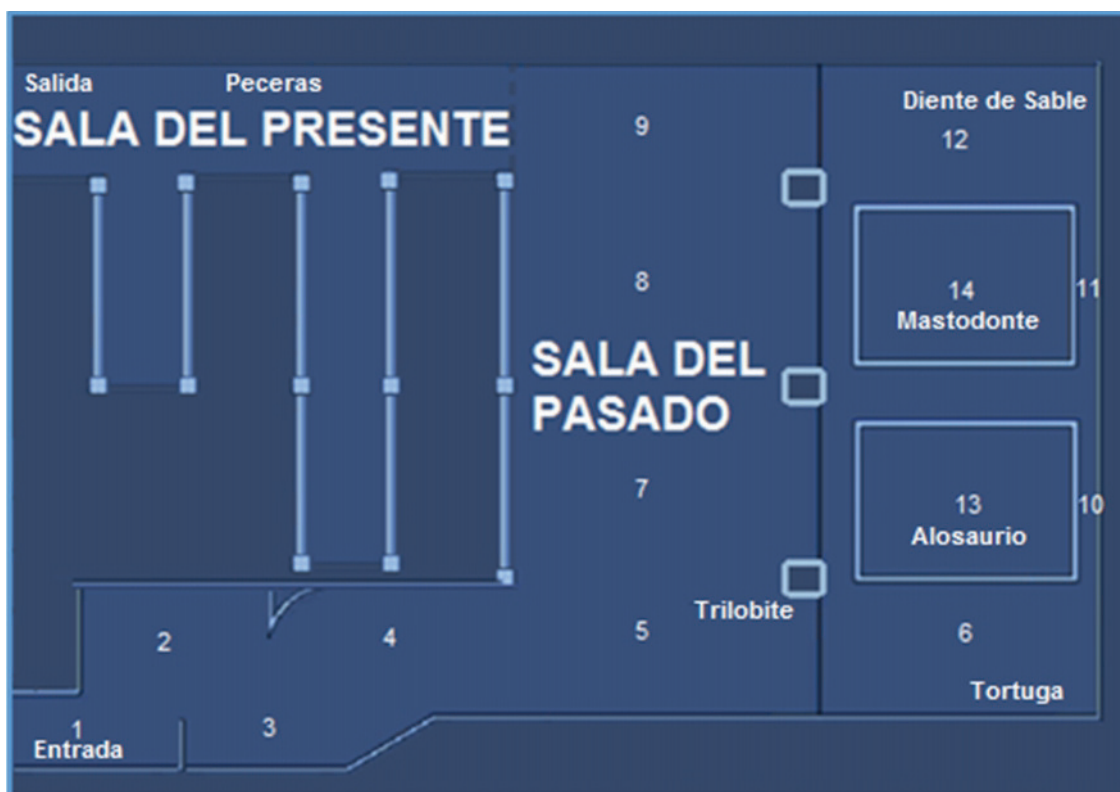 Salida
Peceras
SALA DEL PRESENTE
9
Diente de Sable
12
8
14
Mastodonte
11
SALA DEL
PASADO
7
13
Alosaurio
10
Trilobite
5
6
Tortuga
2
4
1
Entrada
3